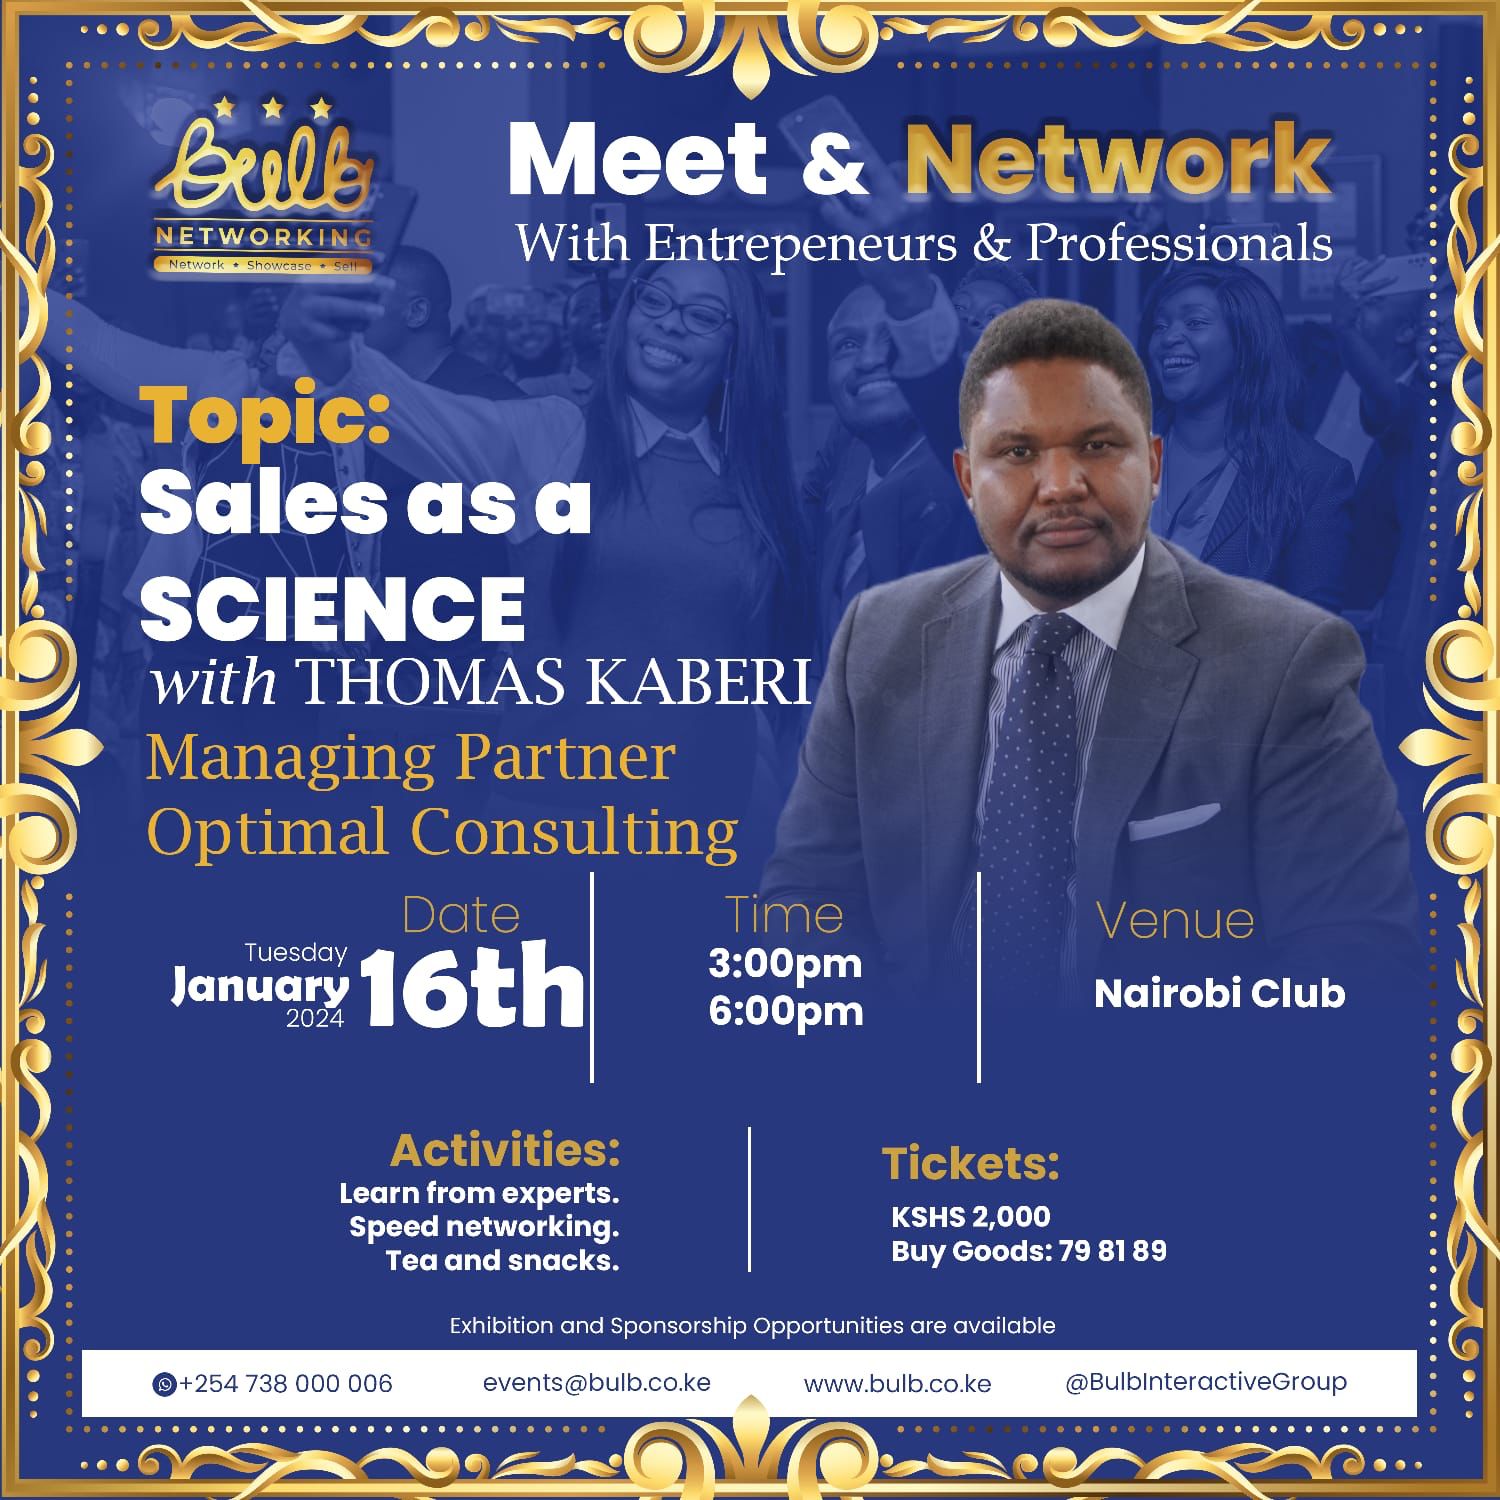 Bulb
NETWORKING
Network ★ Showcase ★ Sell
Meet & Network
With Entrepeneurs & Professionals
Topic:
Sales as a
SCIENCE
with THOMAS KABERI
Managing Partner
Optimal Consulting
Date
Tuesday
January 16th
2024
Time
3:00pm
6:00pm
Venue
Nairobi Club
Activities:
Learn from experts.
Speed networking.
Tea and snacks.
Tickets:
KSHS 2,000
Buy Goods: 79 81 89
Exhibition and Sponsorship Opportunities are available
+254 738 000 006
events@bulb.co.ke
www.bulb.co.ke
@BulbInteractiveGroup